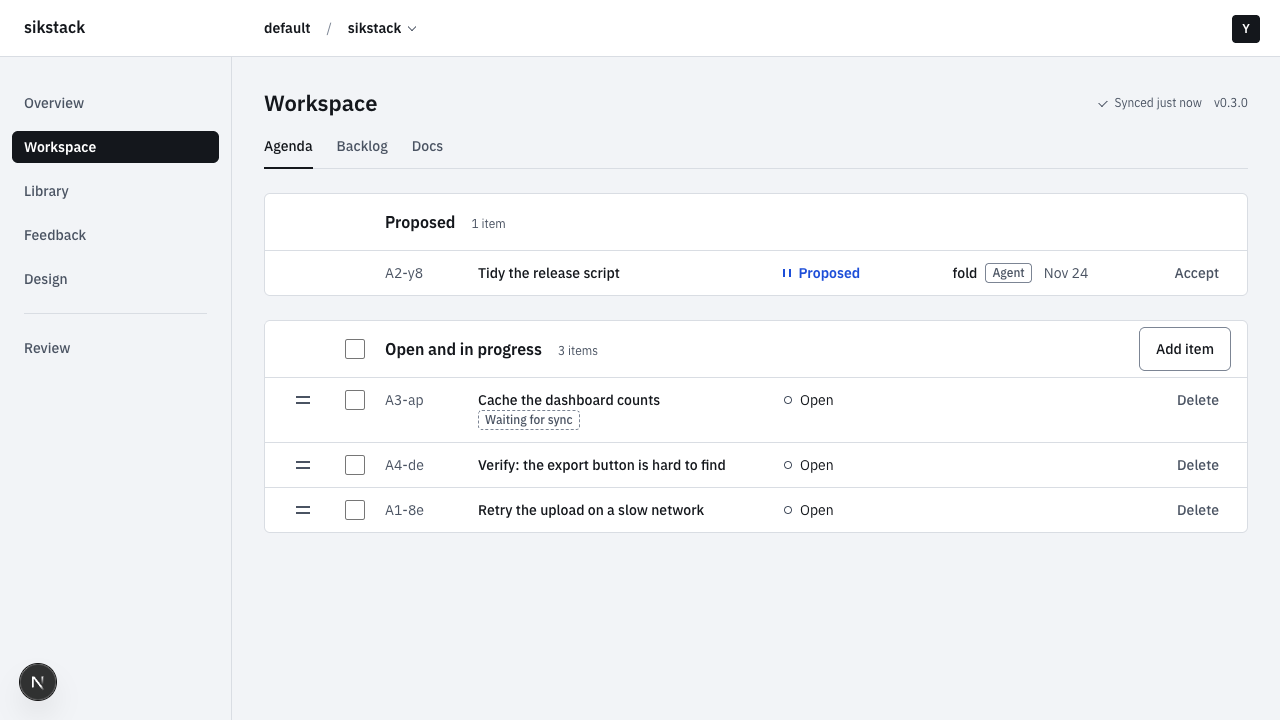 sikstack
default / sikstack
Y
Overview
Workspace
Library
Feedback
Design
Review
Workspace
Synced just now v0.3.0
Agenda Backlog Docs
Proposed 1 item
A2-y8 Tidy the release script Proposed fold Agent Nov 24 Accept
Open and in progress 3 items Add item
A3-ap Cache the dashboard counts Open Delete
Waiting for sync
A4-de Verify: the export button is hard to find Open Delete
A1-8e Retry the upload on a slow network Open Delete
N